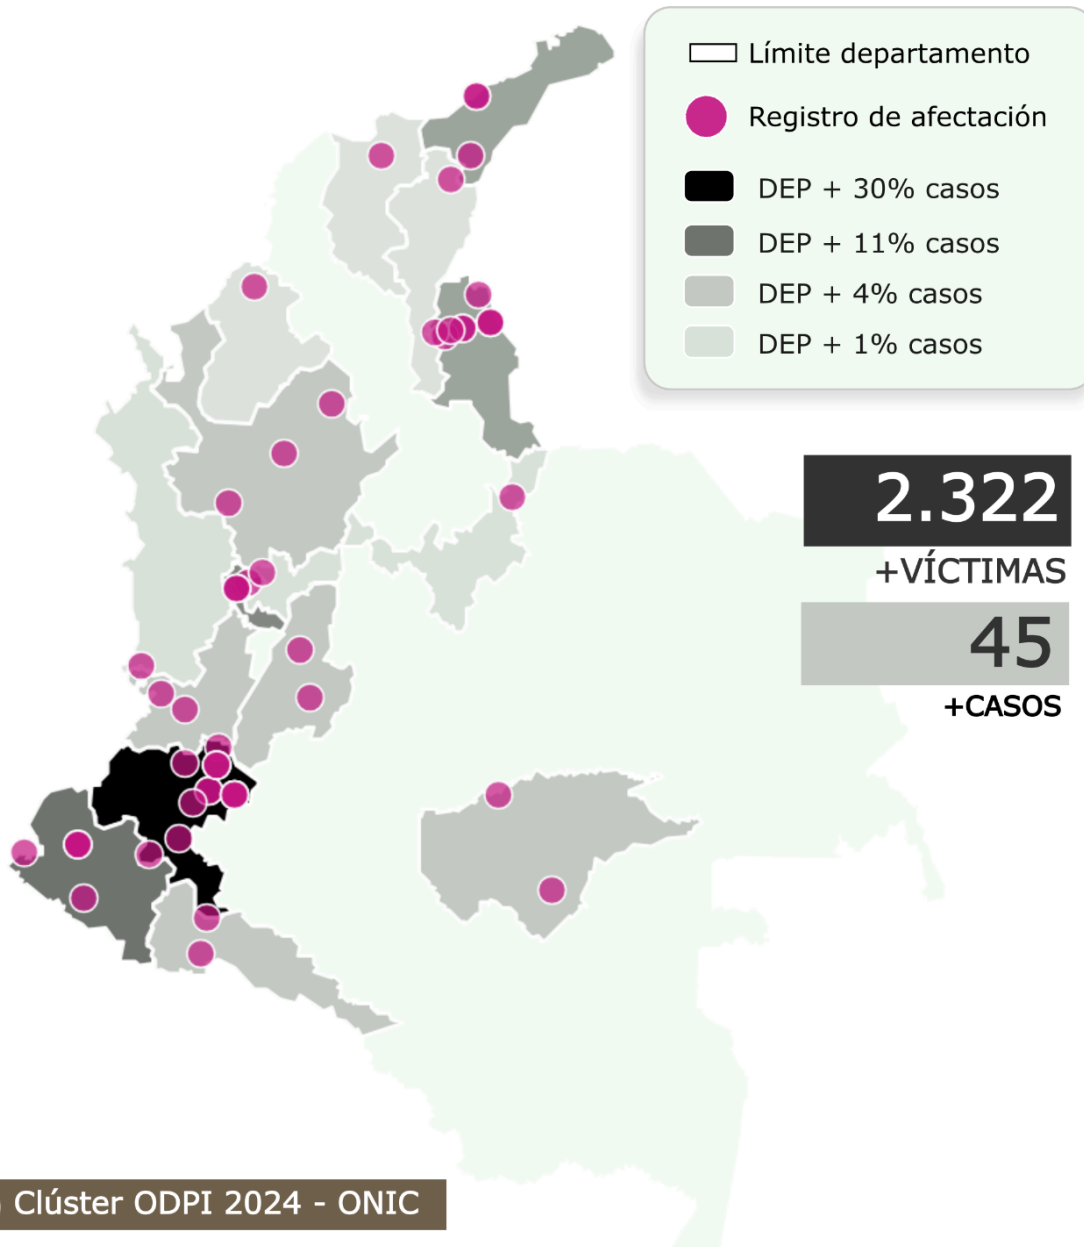 Límite departamento
Registro de afectación
DEP + 30% casos
DEP + 11% casos
DEP + 4% casos
DEP + 1% casos
2.322
+VÍCTIMAS
45
+CASOS
Clúster ODPI 2024 - ONIC